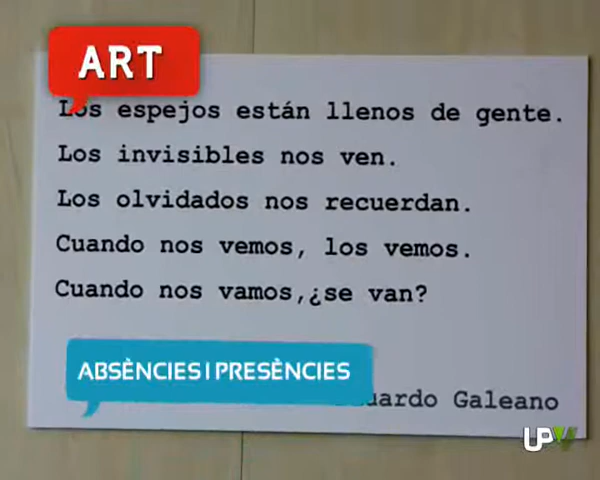 ART
Los espejos están llenos de gente.
Los invisibles nos ven.
Los olvidados nos recuerdan.
Cuando nos vemos, los vemos.
Cuando nos vamos,¿se van?
ABSÈNCIES I PRESÈNCIES
Galeano
UPV